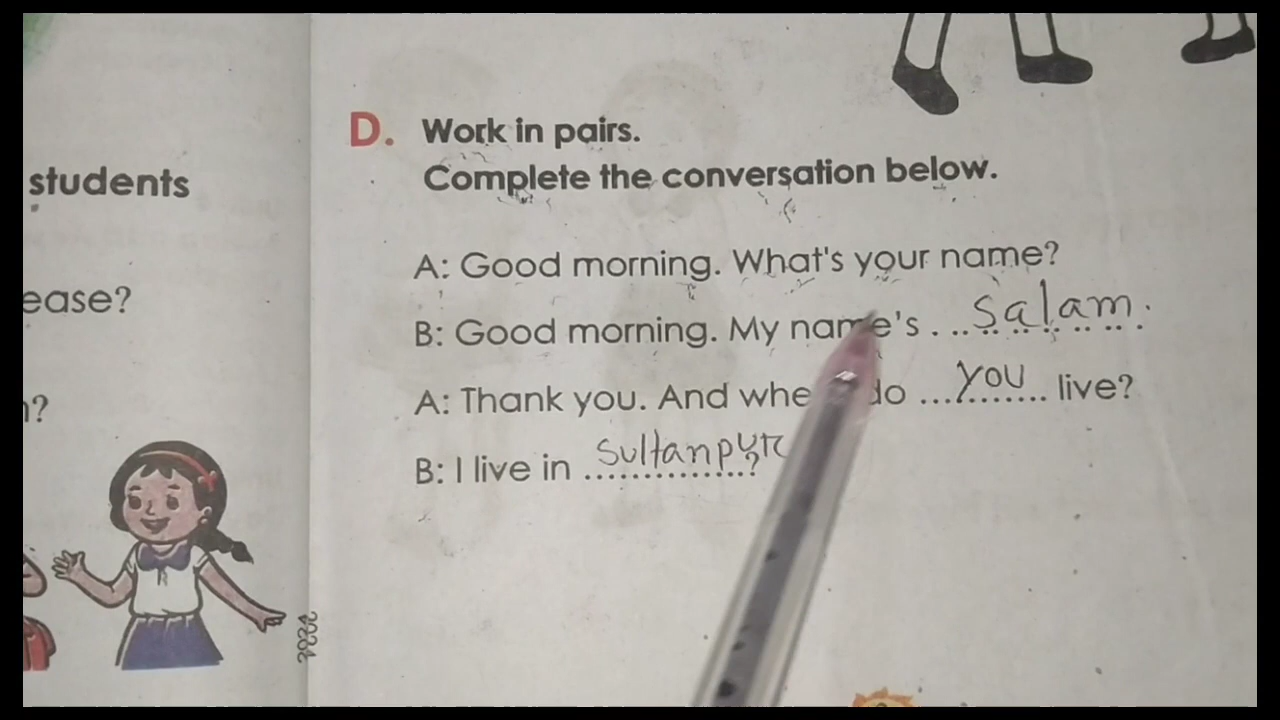 students
ease?
?
D. Work in pairs.
Complete the conversation below.
A: Good morning. What's your name?
B: Good morning. My name's ... salam.
A: Thank you. And do ... you ... live?
B: I live in sultanpur ...?
2022